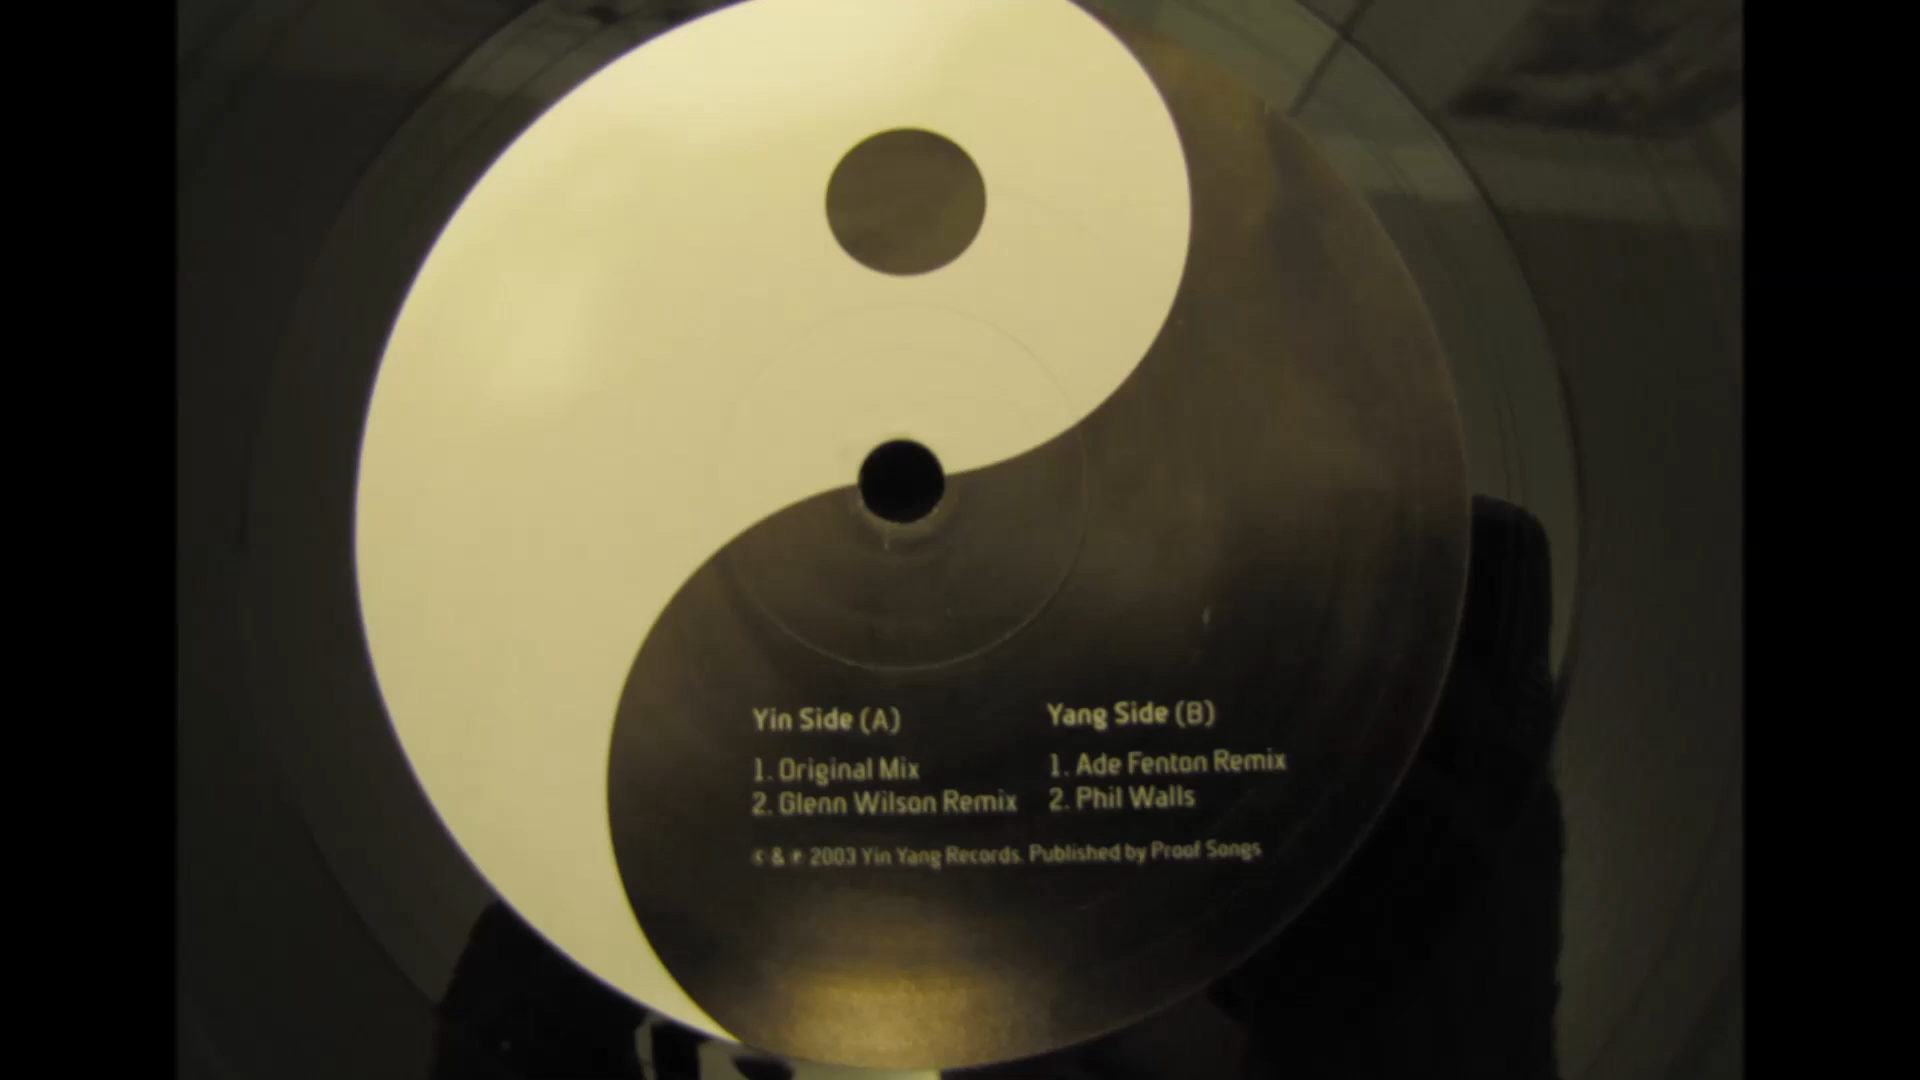 Yin Side (A)
1. Original Mix
2. Glenn Wilson Remix
Yang Side (B)
1. Ade Fenton Remix
2. Phil Walls
© & ℗ 2003 Yin Yang Records. Published by Proof Songs